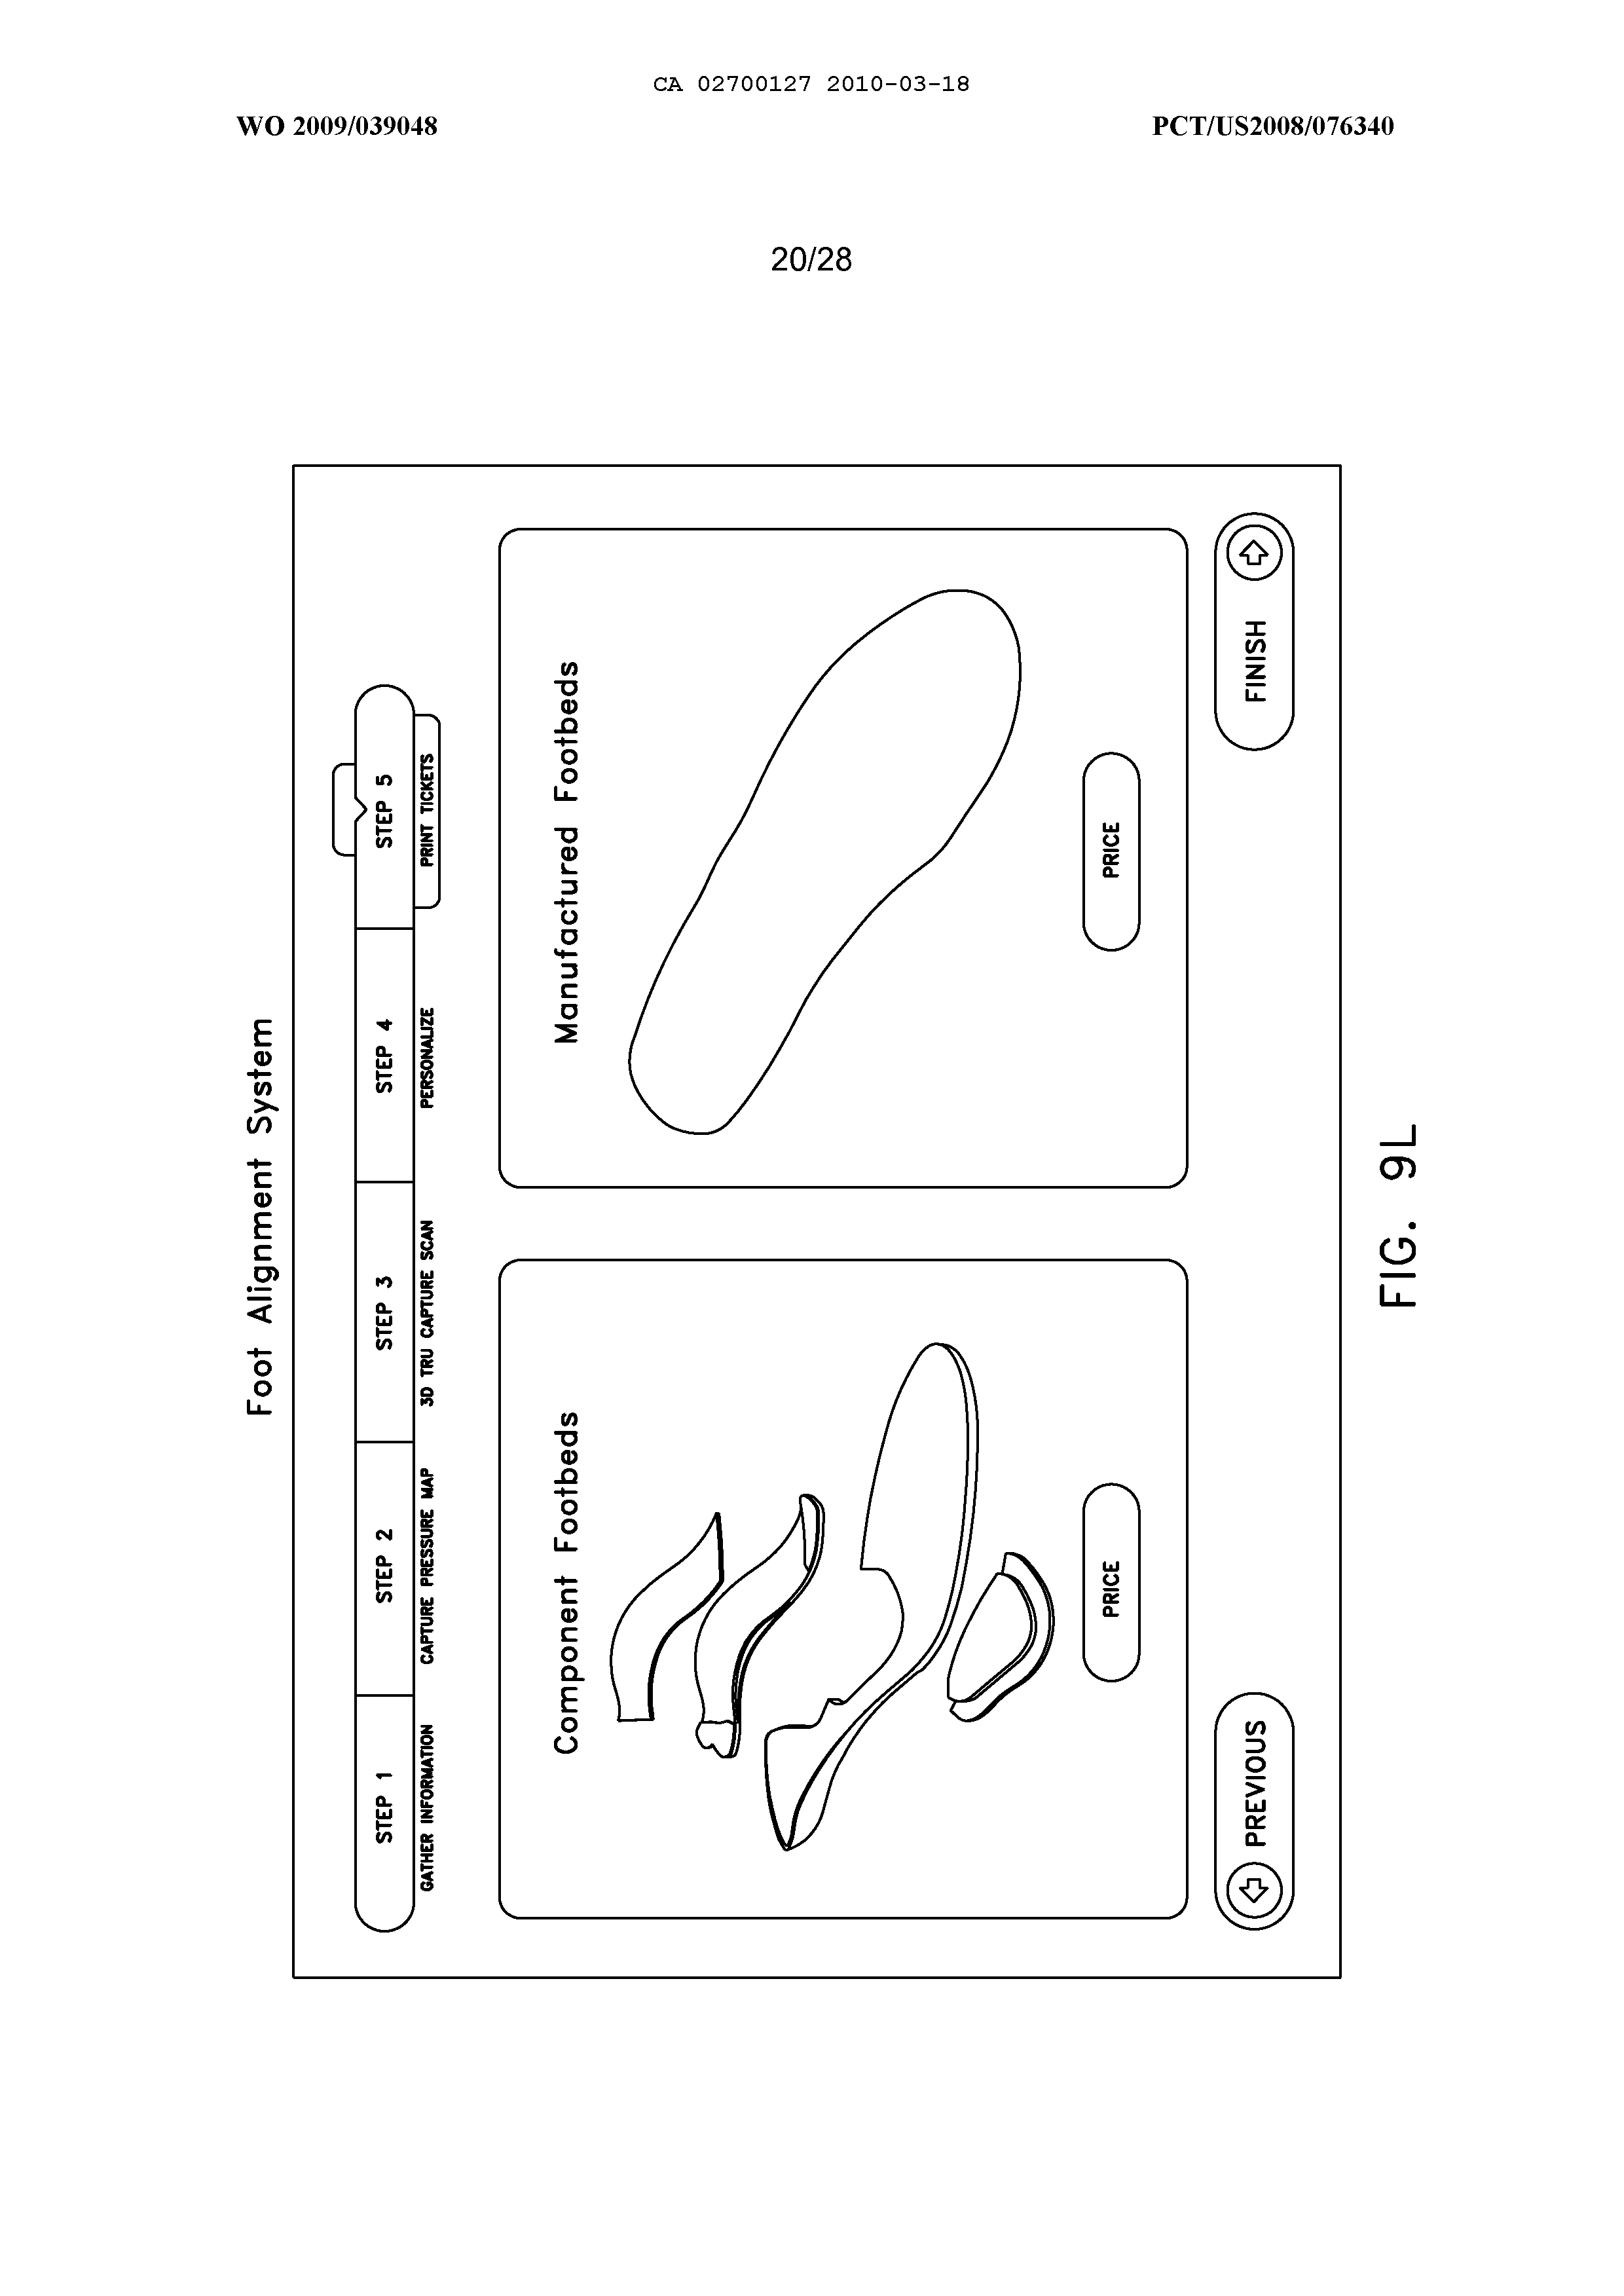 CA 02700127 2010-03-18
WO 2009/039048
PCT/US2008/076340
20/28
Foot Alignment System
STEP 1
STEP 2
STEP 3
STEP 4
STEP 5
GATHER INFORMATION
CAPTURE PRESSURE MAP
3D TRU CAPTURE SCAN
PERSONALIZE
PRINT TICKETS
Component Footbeds
Manufactured Footbeds
PRICE
PRICE
PREVIOUS
FINISH
FIG. 9L